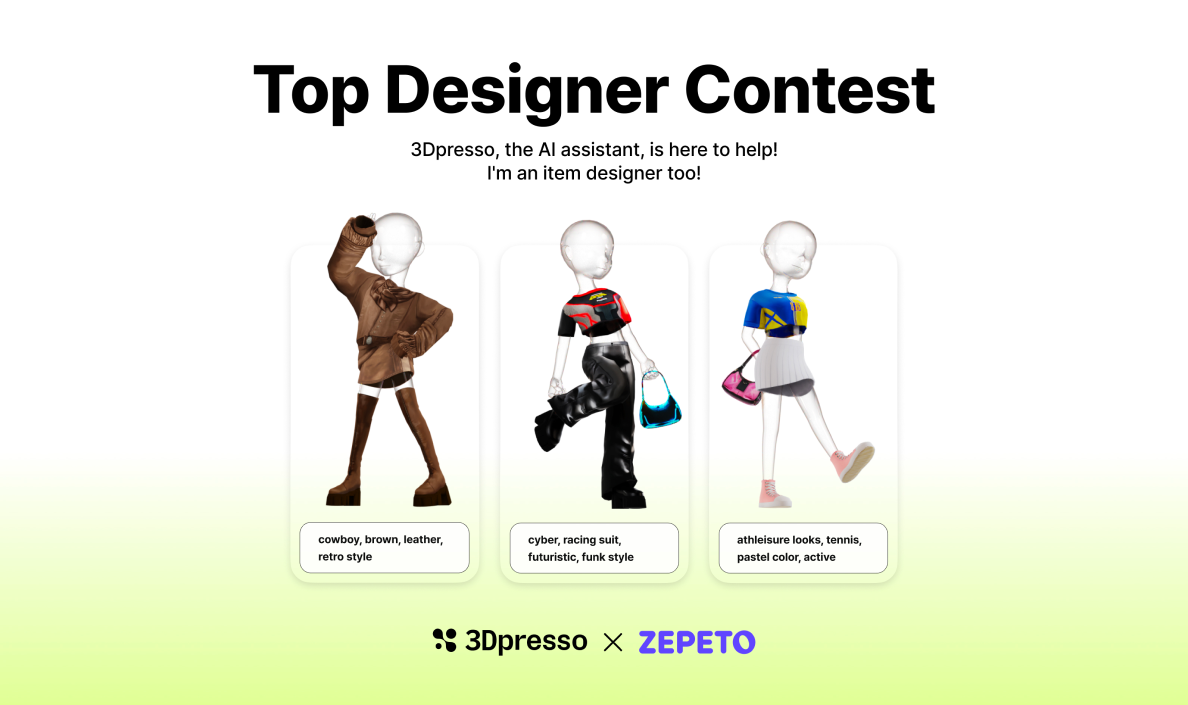 Top Designer Contest
3Dpresso, the AI assistant, is here to help!
I'm an item designer too!
cowboy, brown, leather,
retro style
cyber, racing suit,
futuristic, funk style
athleisure looks, tennis,
pastel color, active
3Dpresso × ZEPETO